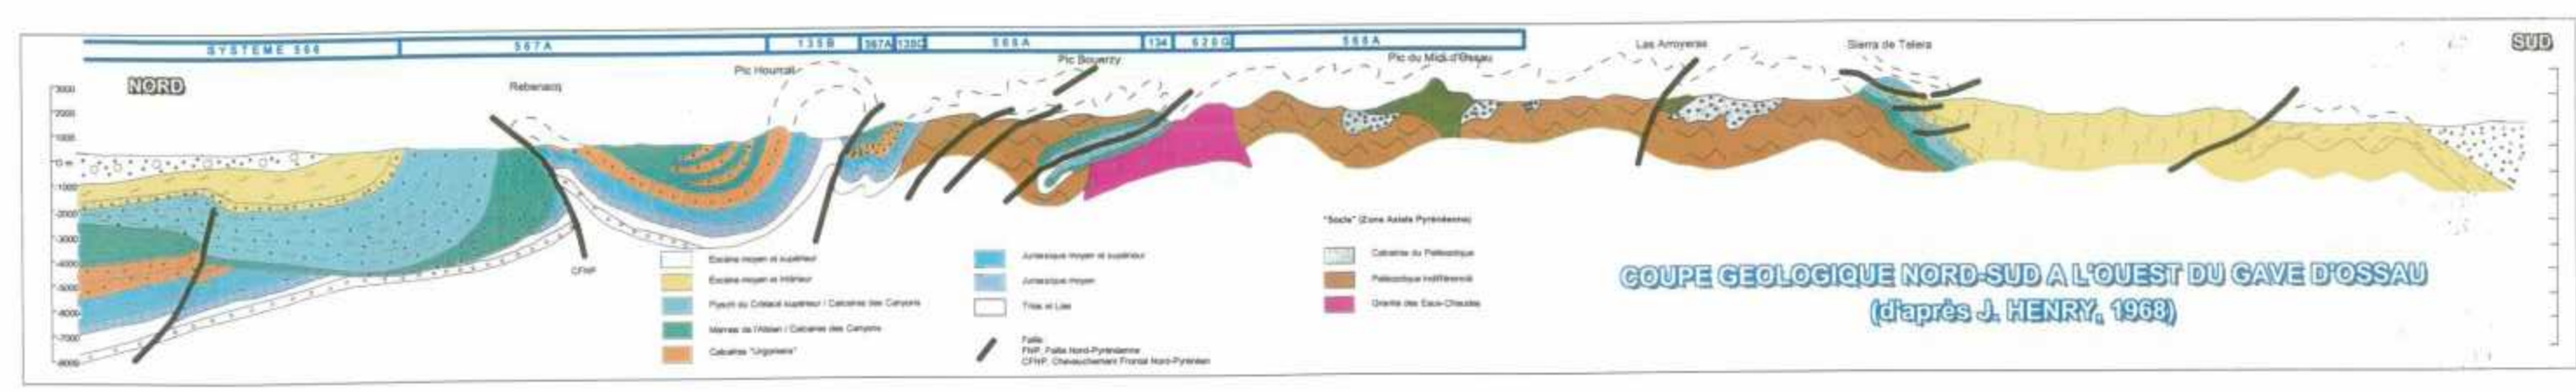 SYSTEME 566
567A
135B
567A
135C
568A
134
620G
568A
NORD
SUD
Rebenacq
Pic Hourrat
Pic Bouerzy
Pic du Midi d'Ossau
Las Arroyeras
Sierra de Telera
3000
2000
1000
0 m
-1000
-2000
-3000
-4000
-5000
-6000
-7000
-8000
CFNP
Eocène moyen et supérieur
Eocène moyen et inférieur
Flysch du Crétacé supérieur / Calcaires des Canyons
Marnes de l'Albien / Calcaires des Canyons
Calcaires "Urgoniens"
Jurassique moyen et supérieur
Jurassique moyen
Trias et Lias
Faille
FNP: Faille Nord-Pyrénéenne
CFNP: Chevauchement Frontal Nord-Pyrénéen
"Socle" (Zone Axiale Pyrénéenne)
Calcaires du Paléozoïque
Paléozoïque indifférencié
Granite des Eaux-Chaudes
COUPE GEOLOGIQUE NORD-SUD A L'OUEST DU GAVE D'OSSAU
(d'après J. HENRY, 1968)